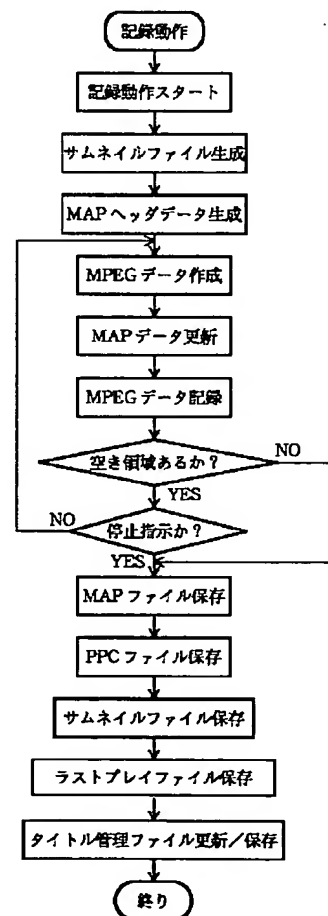 記録動作
記録動作スタート
サムネイルファイル生成
MAPヘッダデータ生成
MPEGデータ作成
MAPデータ更新
MPEGデータ記録
空き領域あるか？
NO
YES
NO
停止指示か？
YES
MAPファイル保存
PPCファイル保存
サムネイルファイル保存
ラストプレイファイル保存
タイトル管理ファイル更新／保存
終り